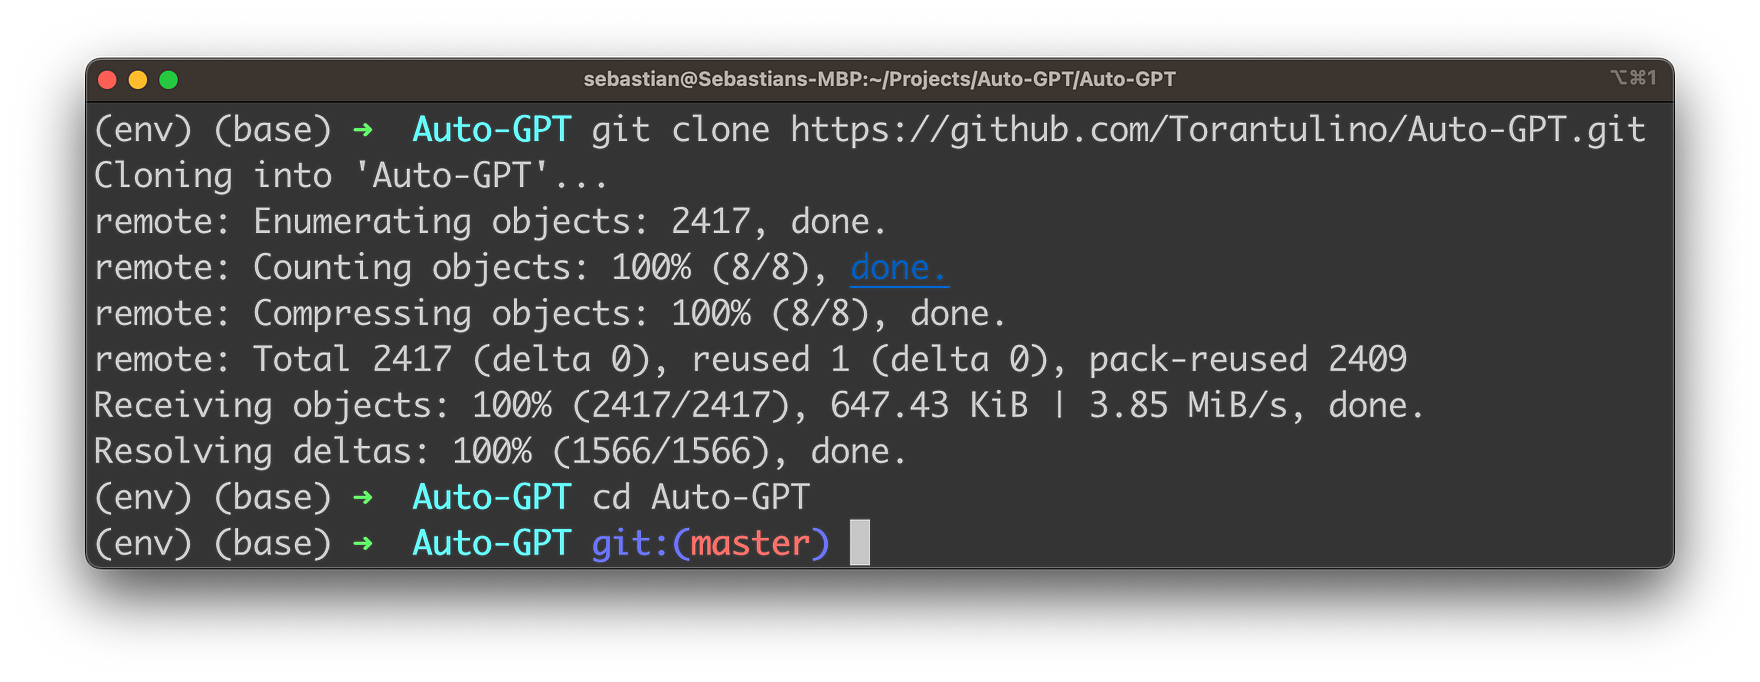 sebastian@Sebastians-MBP:~/Projects/Auto-GPT/Auto-GPT ⌥⌘1
(env) (base) ➜  Auto-GPT git clone https://github.com/Torantulino/Auto-GPT.git
Cloning into 'Auto-GPT'...
remote: Enumerating objects: 2417, done.
remote: Counting objects: 100% (8/8), done.
remote: Compressing objects: 100% (8/8), done.
remote: Total 2417 (delta 0), reused 1 (delta 0), pack-reused 2409
Receiving objects: 100% (2417/2417), 647.43 KiB | 3.85 MiB/s, done.
Resolving deltas: 100% (1566/1566), done.
(env) (base) ➜  Auto-GPT cd Auto-GPT
(env) (base) ➜  Auto-GPT git:(master)